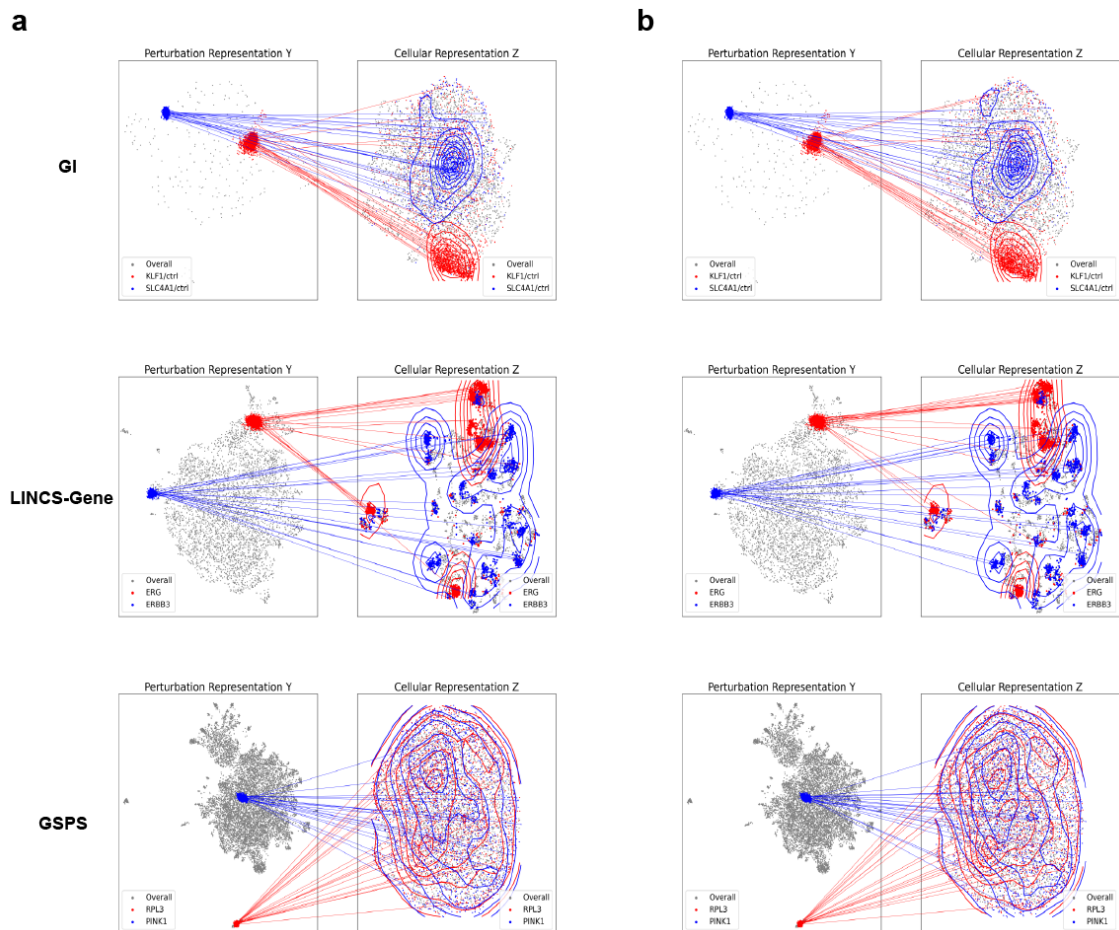 a
b
Perturbation Representation Y
Cellular Representation Z
Perturbation Representation Y
Cellular Representation Z
GI
Overall
KLF1/ctrl
SLC4A1/ctrl
Overall
KLF1/ctrl
SLC4A1/ctrl
Overall
KLF1/ctrl
SLC4A1/ctrl
Overall
KLF1/ctrl
SLC4A1/ctrl
Perturbation Representation Y
Cellular Representation Z
Perturbation Representation Y
Cellular Representation Z
LINCS-Gene
Overall
ERG
ERBB3
Overall
ERG
ERBB3
Overall
ERG
ERBB3
Overall
ERG
ERBB3
Perturbation Representation Y
Cellular Representation Z
Perturbation Representation Y
Cellular Representation Z
GSPS
Overall
RPL3
PINK1
Overall
RPL3
PINK1
Overall
RPL3
PINK1
Overall
RPL3
PINK1